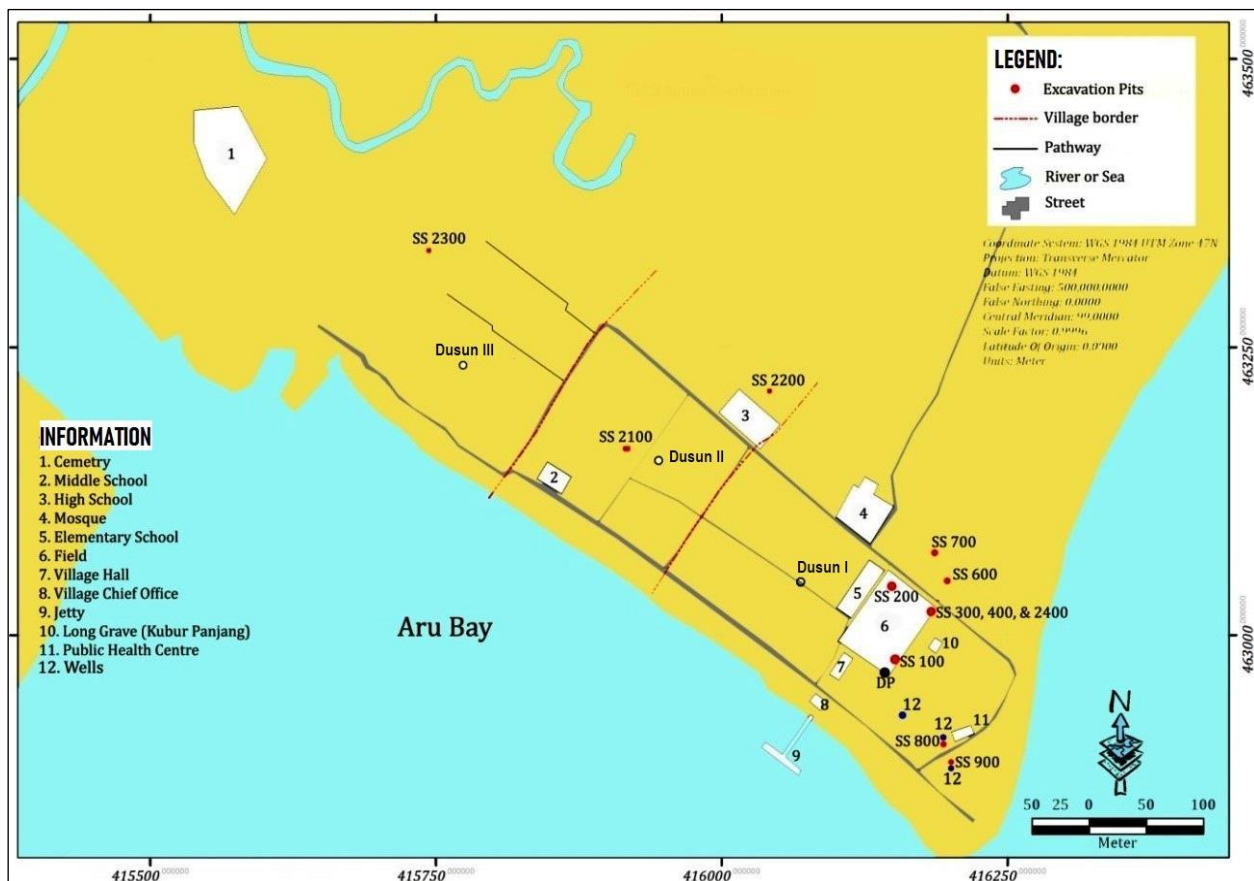 LEGEND:
Excavation Pits
Village border
Pathway
River or Sea
Street
Coordinate System: WGS 1984 UTM Zone 47N
Projection: Transverse Mercator
Datum: WGS 1984
False Easting: 500,000.0000
False Northing: 0.0000
Central Meridian: 99.0000
Scale Factor: 0.9996
Latitude Of Origin: 0.0000
Units: Meter
463500
463250
463000
1
SS 2300
Dusun III
SS 2200
3
SS 2100
Dusun II
2
4
SS 700
Dusun I
SS 600
5
SS 200
SS 300, 400, & 2400
6
10
SS 100
7
DP
8
12
12
11
SS 800
9
SS 900
12
Aru Bay
INFORMATION
1. Cemetry
2. Middle School
3. High School
4. Mosque
5. Elementary School
6. Field
7. Village Hall
8. Village Chief Office
9. Jetty
10. Long Grave (Kubur Panjang)
11. Public Health Centre
12. Wells
N
50 25 0 50 100
Meter
415500
415750
416000
416250